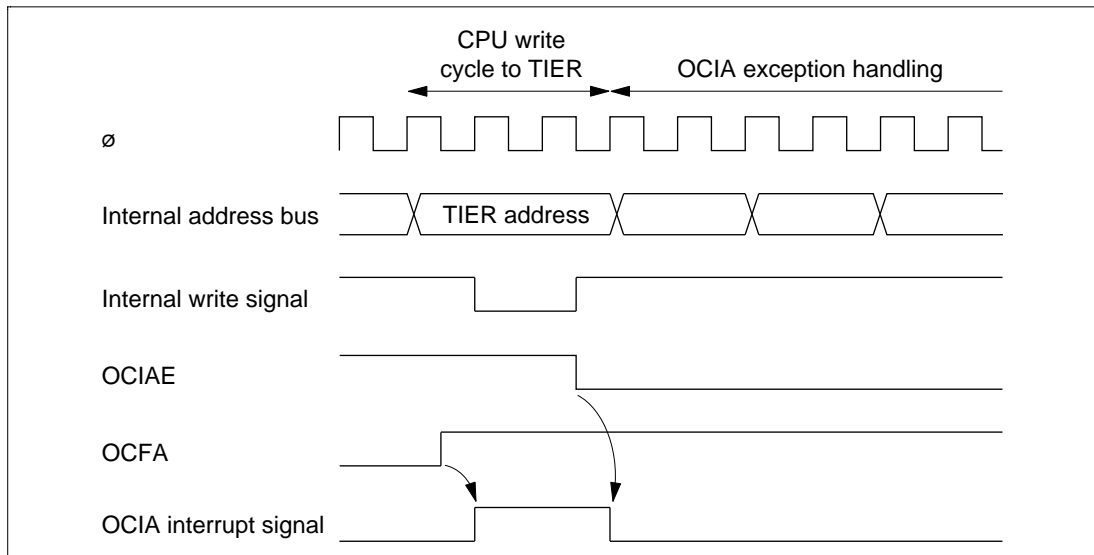 CPU write
cycle to TIER
OCIA exception handling
ø
Internal address bus
TIER address
Internal write signal
OCIAE
OCFA
OCIA interrupt signal